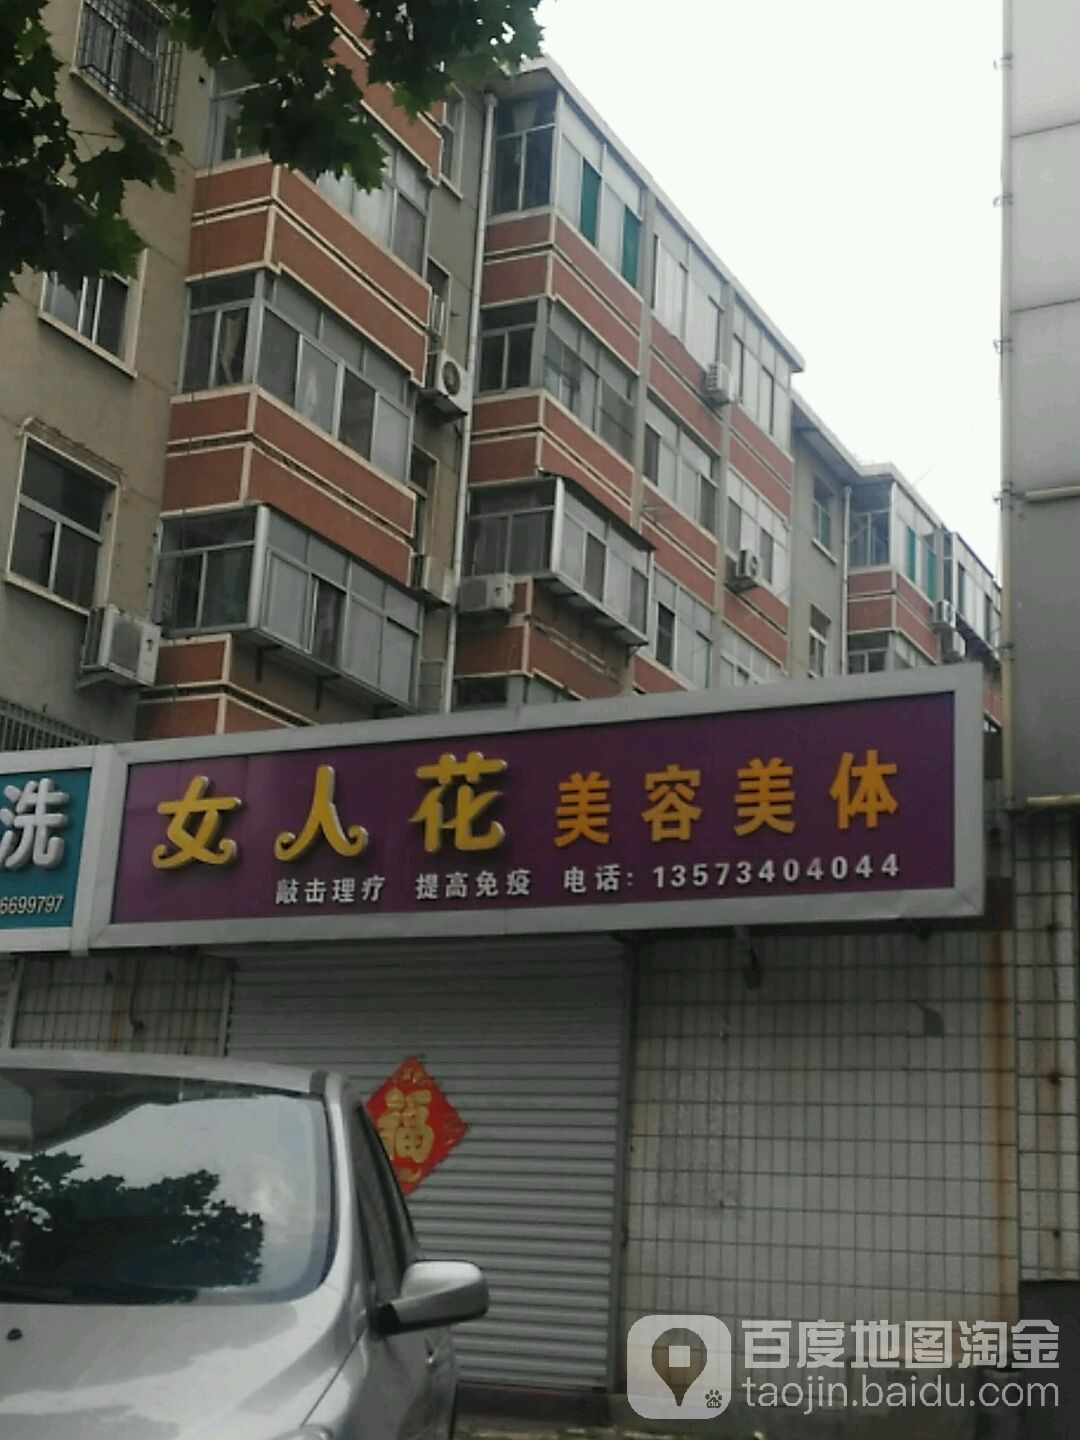 洗
6699797
女人花 美容美体
敲击理疗 提高免疫 电话：13573404044
福
百度地图淘金
taojin.baidu.com